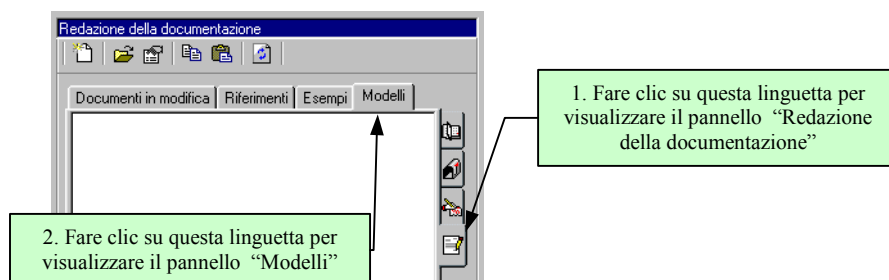 Redazione della documentazione
Documenti in modifica Riferimenti Esempi Modelli
1. Fare clic su questa linguetta per
visualizzare il pannello “Redazione
della documentazione”
2. Fare clic su questa linguetta per
visualizzare il pannello “Modelli”